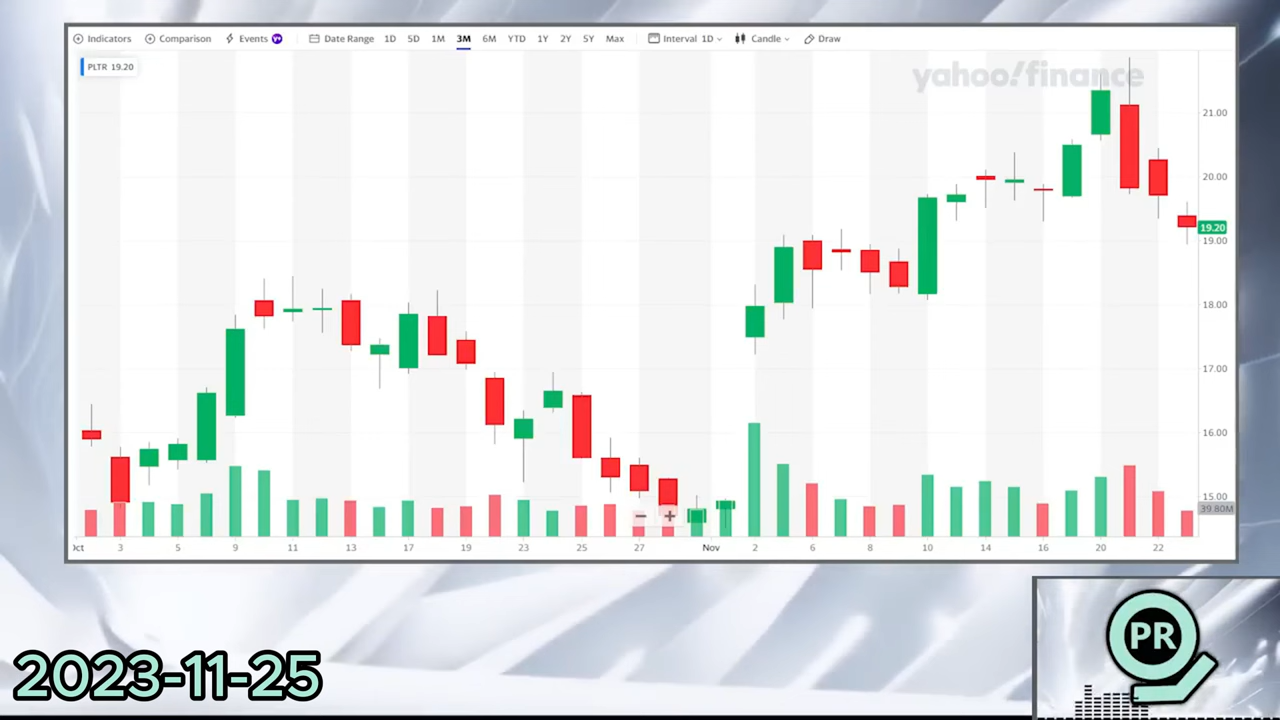 Indicators Comparison Events Y+ Date Range 1D 5D 1M 3M 6M YTD 1Y 2Y 5Y Max Interval 1D Candle Draw
PLTR 19.20
yahoo!finance
21.00
20.00
19.20
19.00
18.00
17.00
16.00
15.00
39.80M
Oct 3 5 9 11 13 17 19 23 25 27 Nov 2 6 8 10 14 16 20 22
PR
2023-11-25